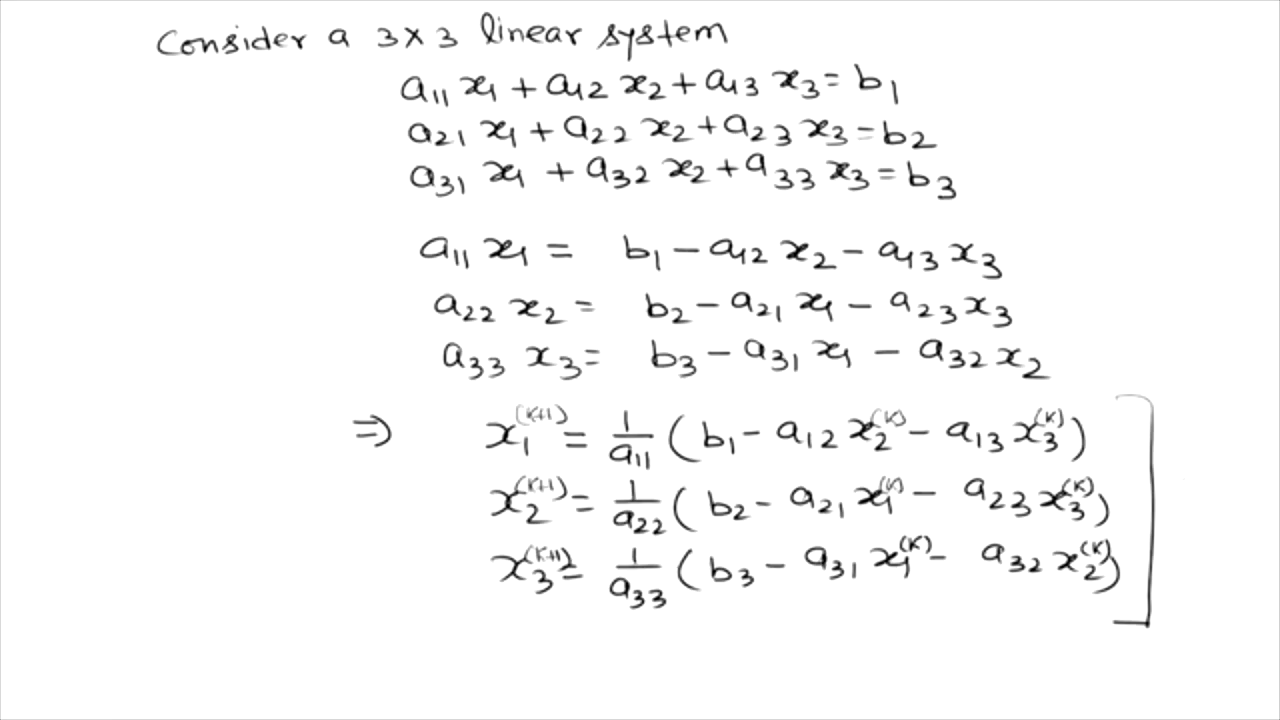 Consider a 3×3 linear system
a₁₁ x₁ + a₁₂ x₂ + a₁₃ x₃ = b₁
a₂₁ x₁ + a₂₂ x₂ + a₂₃ x₃ = b₂
a₃₁ x₁ + a₃₂ x₂ + a₃₃ x₃ = b₃
a₁₁ x₁ = b₁ − a₁₂ x₂ − a₁₃ x₃
a₂₂ x₂ = b₂ − a₂₁ x₁ − a₂₃ x₃
a₃₃ x₃ = b₃ − a₃₁ x₁ − a₃₂ x₂
⇒ x₁^(K+1) = 1/a₁₁ (b₁ − a₁₂ x₂^(K) − a₁₃ x₃^(K))
x₂^(K+1) = 1/a₂₂ (b₂ − a₂₁ x₁^(K) − a₂₃ x₃^(K))
x₃^(K+1) = 1/a₃₃ (b₃ − a₃₁ x₁^(K) − a₃₂ x₂^(K))